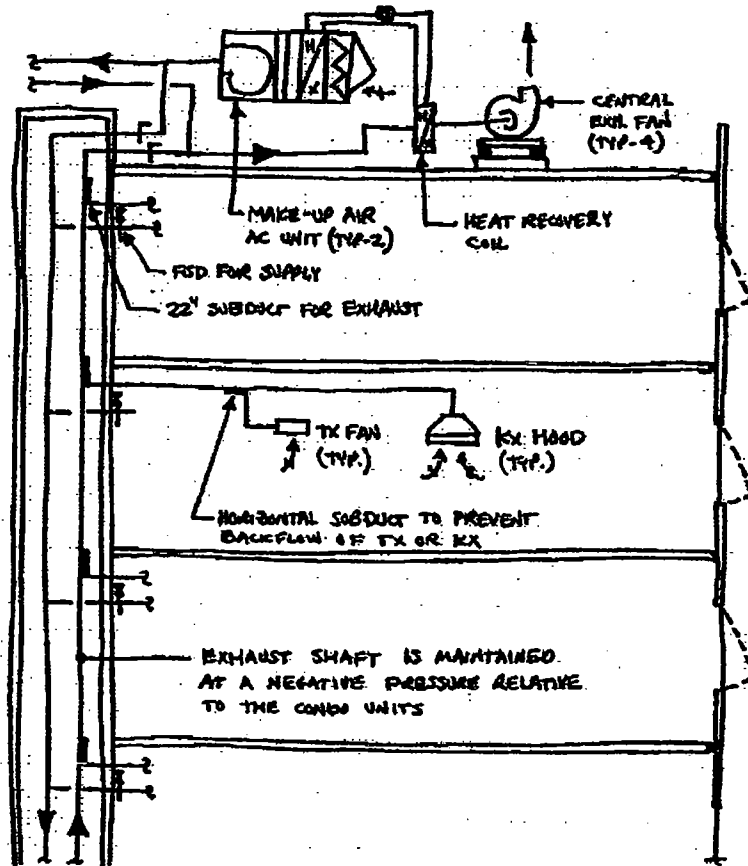 H
X
H
X
CENTRAL
EXH. FAN
(TYP-4)
MAKE-UP AIR
AC UNIT (TYP-2)
HEAT RECOVERY
COIL
FSD FOR SUPPLY
22" SUBDUCT FOR EXHAUST
TX FAN
(TYP.)
KX HOOD
(TYP.)
HORIZONTAL SUBDUCT TO PREVENT
BACKFLOW OF TX OR KX
EXHAUST SHAFT IS MAINTAINED
AT A NEGATIVE PRESSURE RELATIVE
TO THE CONDO UNITS